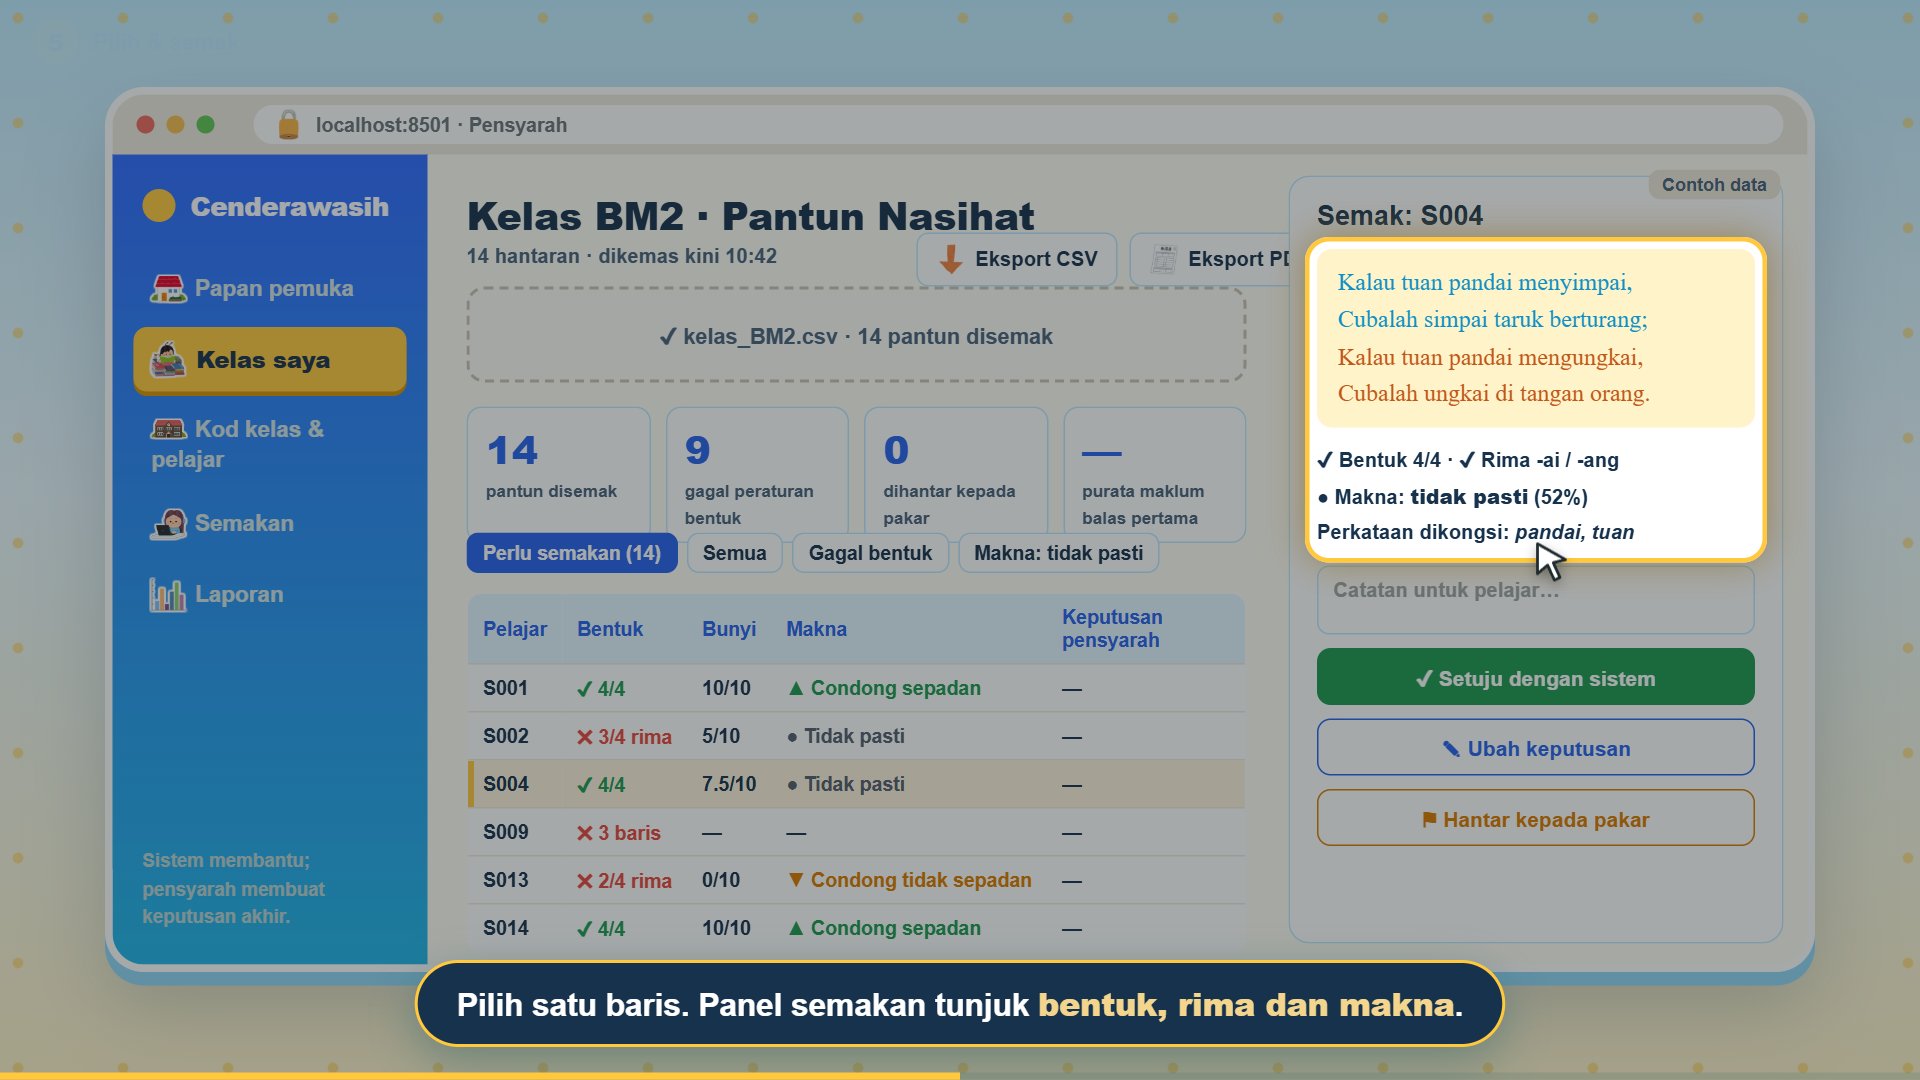 5 Pilih & semak
localhost:8501 · Pensyarah
Cenderawasih
Papan pemuka
Kelas saya
Kod kelas &
pelajar
Semakan
Laporan
Sistem membantu;
pensyarah membuat
keputusan akhir.
Kelas BM2 · Pantun Nasihat
14 hantaran · dikemas kini 10:42
Eksport CSV
Eksport PD
✓ kelas_BM2.csv · 14 pantun disemak
14
pantun disemak
9
gagal peraturan
bentuk
0
dihantar kepada
pakar
—
purata maklum
balas pertama
Perlu semakan (14)
Semua
Gagal bentuk
Makna: tidak pasti
Pelajar Bentuk Bunyi Makna Keputusan pensyarah
S001 ✓ 4/4 10/10 ▲ Condong sepadan —
S002 ✕ 3/4 rima 5/10 ● Tidak pasti —
S004 ✓ 4/4 7.5/10 ● Tidak pasti —
S009 ✕ 3 baris — — —
S013 ✕ 2/4 rima 0/10 ▼ Condong tidak sepadan —
S014 ✓ 4/4 10/10 ▲ Condong sepadan —
Contoh data
Semak: S004
Kalau tuan pandai menyimpai,
Cubalah simpai taruk berturang;
Kalau tuan pandai mengungkai,
Cubalah ungkai di tangan orang.
✓ Bentuk 4/4 · ✓ Rima -ai / -ang
● Makna: tidak pasti (52%)
Perkataan dikongsi: pandai, tuan
Catatan untuk pelajar...
✓ Setuju dengan sistem
✎ Ubah keputusan
⚑ Hantar kepada pakar
Pilih satu baris. Panel semakan tunjuk bentuk, rima dan makna.